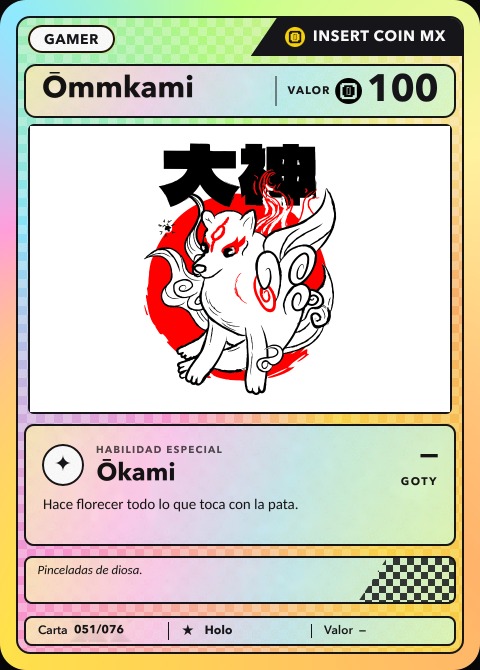 GAMER
INSERT COIN MX
Ōmmkami
VALOR 100
大神
HABILIDAD ESPECIAL
Ōkami
—
GOTY
Hace florecer todo lo que toca con la pata.
Pinceladas de diosa.
Carta 051/076 ★ Holo Valor —